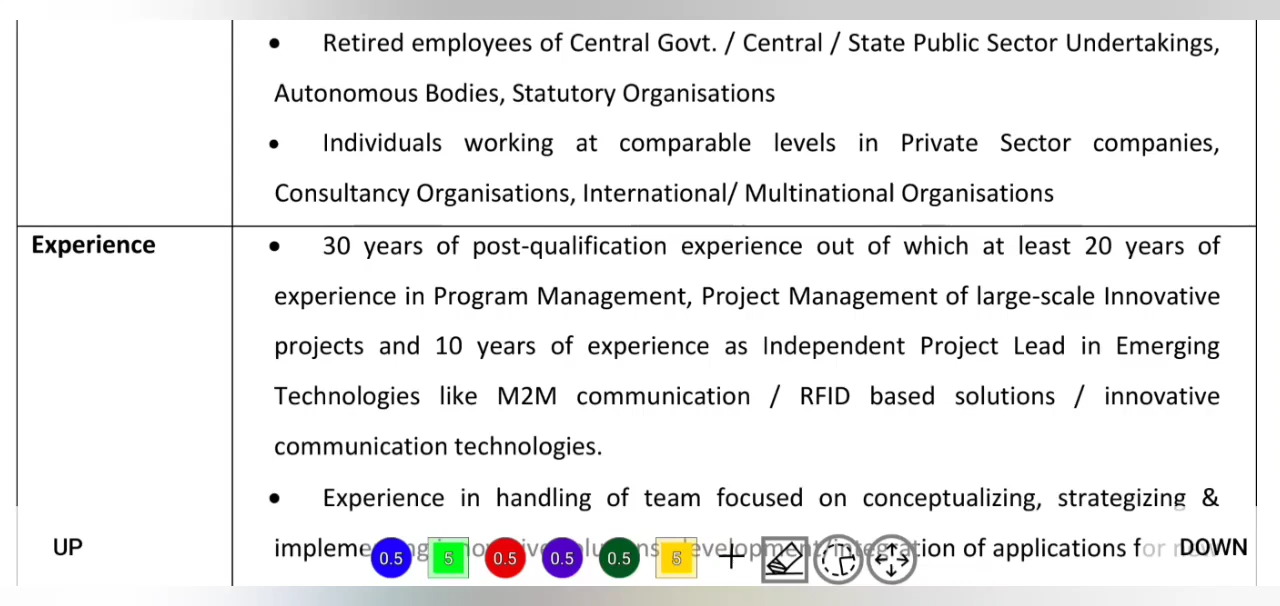 • Retired employees of Central Govt. / Central / State Public Sector Undertakings,
Autonomous Bodies, Statutory Organisations
• Individuals working at comparable levels in Private Sector companies,
Consultancy Organisations, International/ Multinational Organisations
Experience
• 30 years of post-qualification experience out of which at least 20 years of
experience in Program Management, Project Management of large-scale Innovative
projects and 10 years of experience as Independent Project Lead in Emerging
Technologies like M2M communication / RFID based solutions / innovative
communication technologies.
• Experience in handling of team focused on conceptualizing, strategizing &
of applications for
UP
0.5 5 0.5 0.5 0.5 5
DOWN